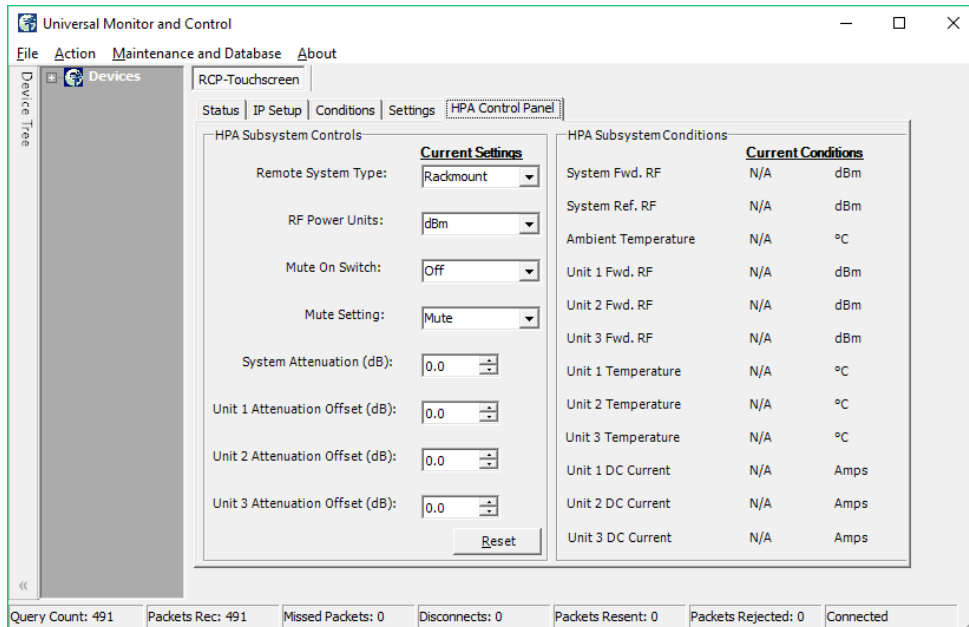 Universal Monitor and Control
File Action Maintenance and Database About
Device Tree
Devices
RCP-Touchscreen
Status IP Setup Conditions Settings HPA Control Panel
HPA Subsystem Controls
Current Settings
Remote System Type: Rackmount
RF Power Units: dBm
Mute On Switch: Off
Mute Setting: Mute
System Attenuation (dB): 0.0
Unit 1 Attenuation Offset (dB): 0.0
Unit 2 Attenuation Offset (dB): 0.0
Unit 3 Attenuation Offset (dB): 0.0
Reset
HPA Subsystem Conditions
Current Conditions
System Fwd. RF N/A dBm
System Ref. RF N/A dBm
Ambient Temperature N/A ºC
Unit 1 Fwd. RF N/A dBm
Unit 2 Fwd. RF N/A dBm
Unit 3 Fwd. RF N/A dBm
Unit 1 Temperature N/A ºC
Unit 2 Temperature N/A ºC
Unit 3 Temperature N/A ºC
Unit 1 DC Current N/A Amps
Unit 2 DC Current N/A Amps
Unit 3 DC Current N/A Amps
Query Count: 491 Packets Rec: 491 Missed Packets: 0 Disconnects: 0 Packets Resent: 0 Packets Rejected: 0 Connected